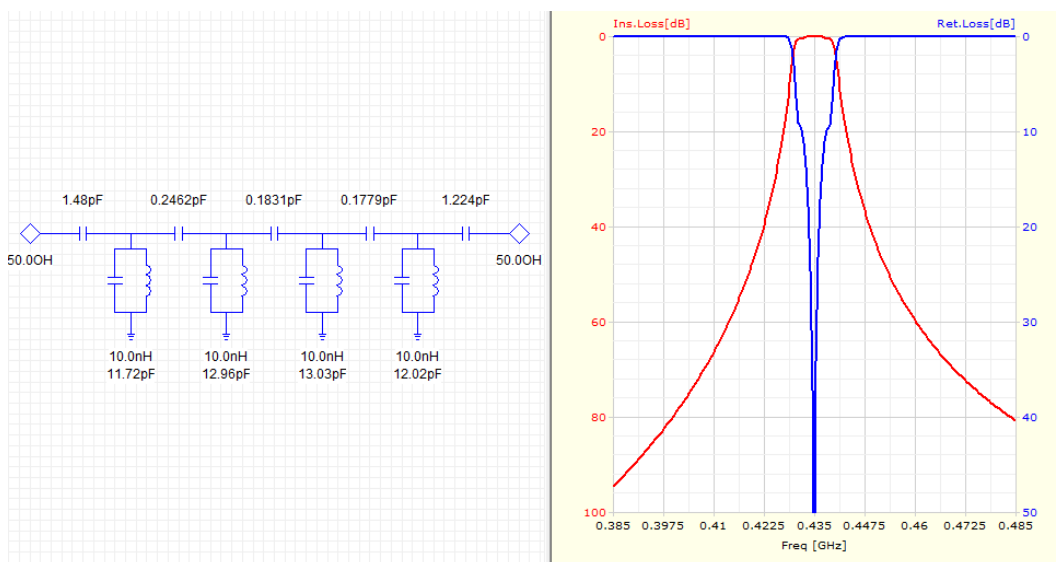 1.48pF 0.2462pF 0.1831pF 0.1779pF 1.224pF
50.0OH 50.0OH
10.0nH 10.0nH 10.0nH 10.0nH
11.72pF 12.96pF 13.03pF 12.02pF
Ins.Loss[dB] Ret.Loss[dB]
0 0
20 10
40 20
60 30
80 40
100 50
0.385 0.3975 0.41 0.4225 0.435 0.4475 0.46 0.4725 0.485
Freq [GHz]